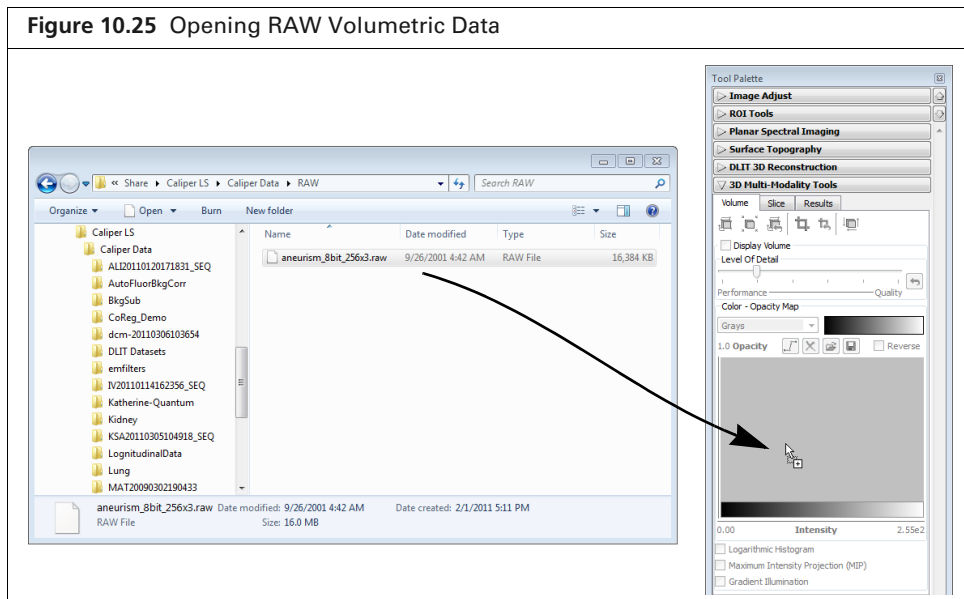 Figure 10.25 Opening RAW Volumetric Data
« Share ▸ Caliper LS ▸ Caliper Data ▸ RAW
Search RAW
Organize Open Burn New folder
Caliper LS
Caliper Data
ALI20110120171831_SEQ
AutoFluorBkgCorr
BkgSub
CoReg_Demo
dcm-20110306103654
DLIT Datasets
emfilters
IV20110114162356_SEQ
Katherine-Quantum
Kidney
KSA20110305104918_SEQ
LognitudinalData
Lung
MAT20090302190433
Name Date modified Type Size
aneurism_8bit_256x3.raw 9/26/2001 4:42 AM RAW File 16,384 KB
aneurism_8bit_256x3.raw Date modified: 9/26/2001 4:42 AM Date created: 2/1/2011 5:11 PM
RAW File Size: 16.0 MB
Tool Palette
Image Adjust
ROI Tools
Planar Spectral Imaging
Surface Topography
DLIT 3D Reconstruction
3D Multi-Modality Tools
Volume Slice Results
Display Volume
Level Of Detail
Performance Quality
Color - Opacity Map
Grays
1.0 Opacity Reverse
0.00 Intensity 2.55e2
Logarithmic Histogram
Maximum Intensity Projection (MIP)
Gradient Illumination